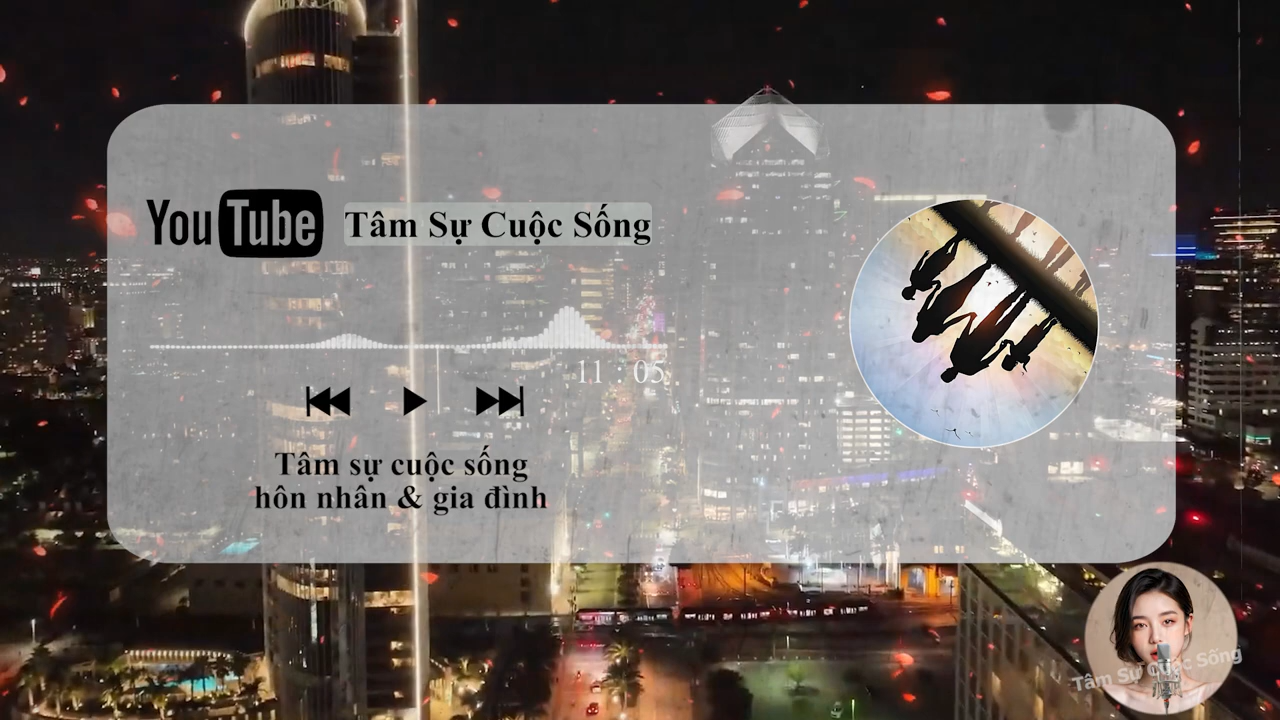 YouTube Tâm Sự Cuộc Sống
11 : 05
Tâm sự cuộc sống
hôn nhân & gia đình
Tâm Sự Cuộc Sống